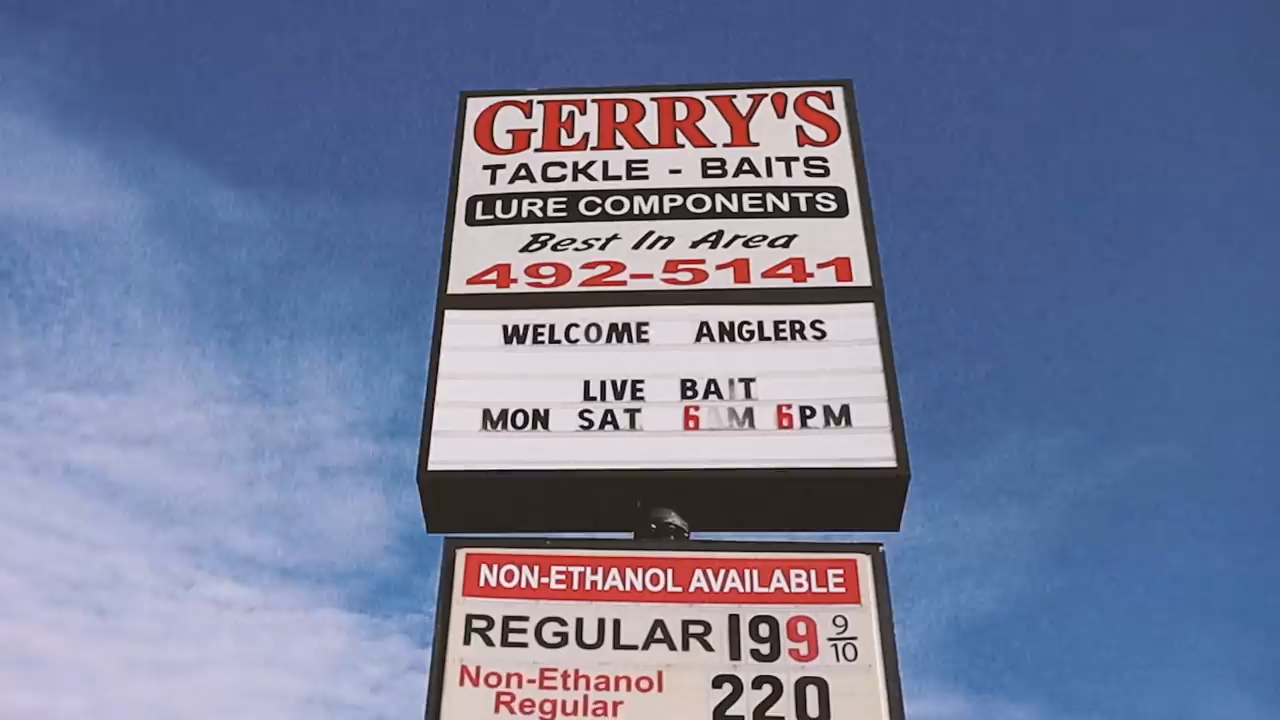 GERRY'S
TACKLE - BAITS
LURE COMPONENTS
Best In Area
492-5141
WELCOME ANGLERS
LIVE BAIT
MON SAT 6AM 6PM
NON-ETHANOL AVAILABLE
REGULAR 199 9/10
Non-Ethanol
Regular 220